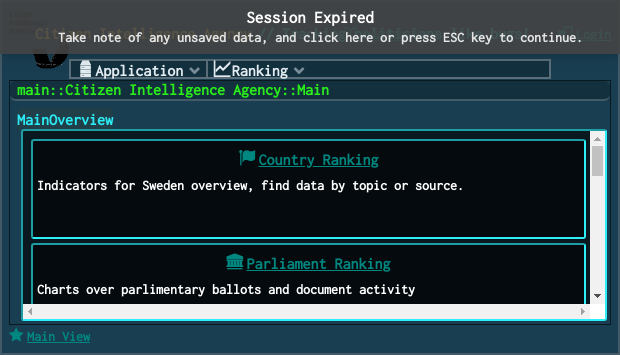 Session Expired
Take note of any unsaved data, and click here or press ESC key to continue.
Login
Application
Ranking
main::Citizen Intelligence Agency::Main
MainOverview
Country Ranking
Indicators for Sweden overview, find data by topic or source.
Parliament Ranking
Charts over parlimentary ballots and document activity
Main View